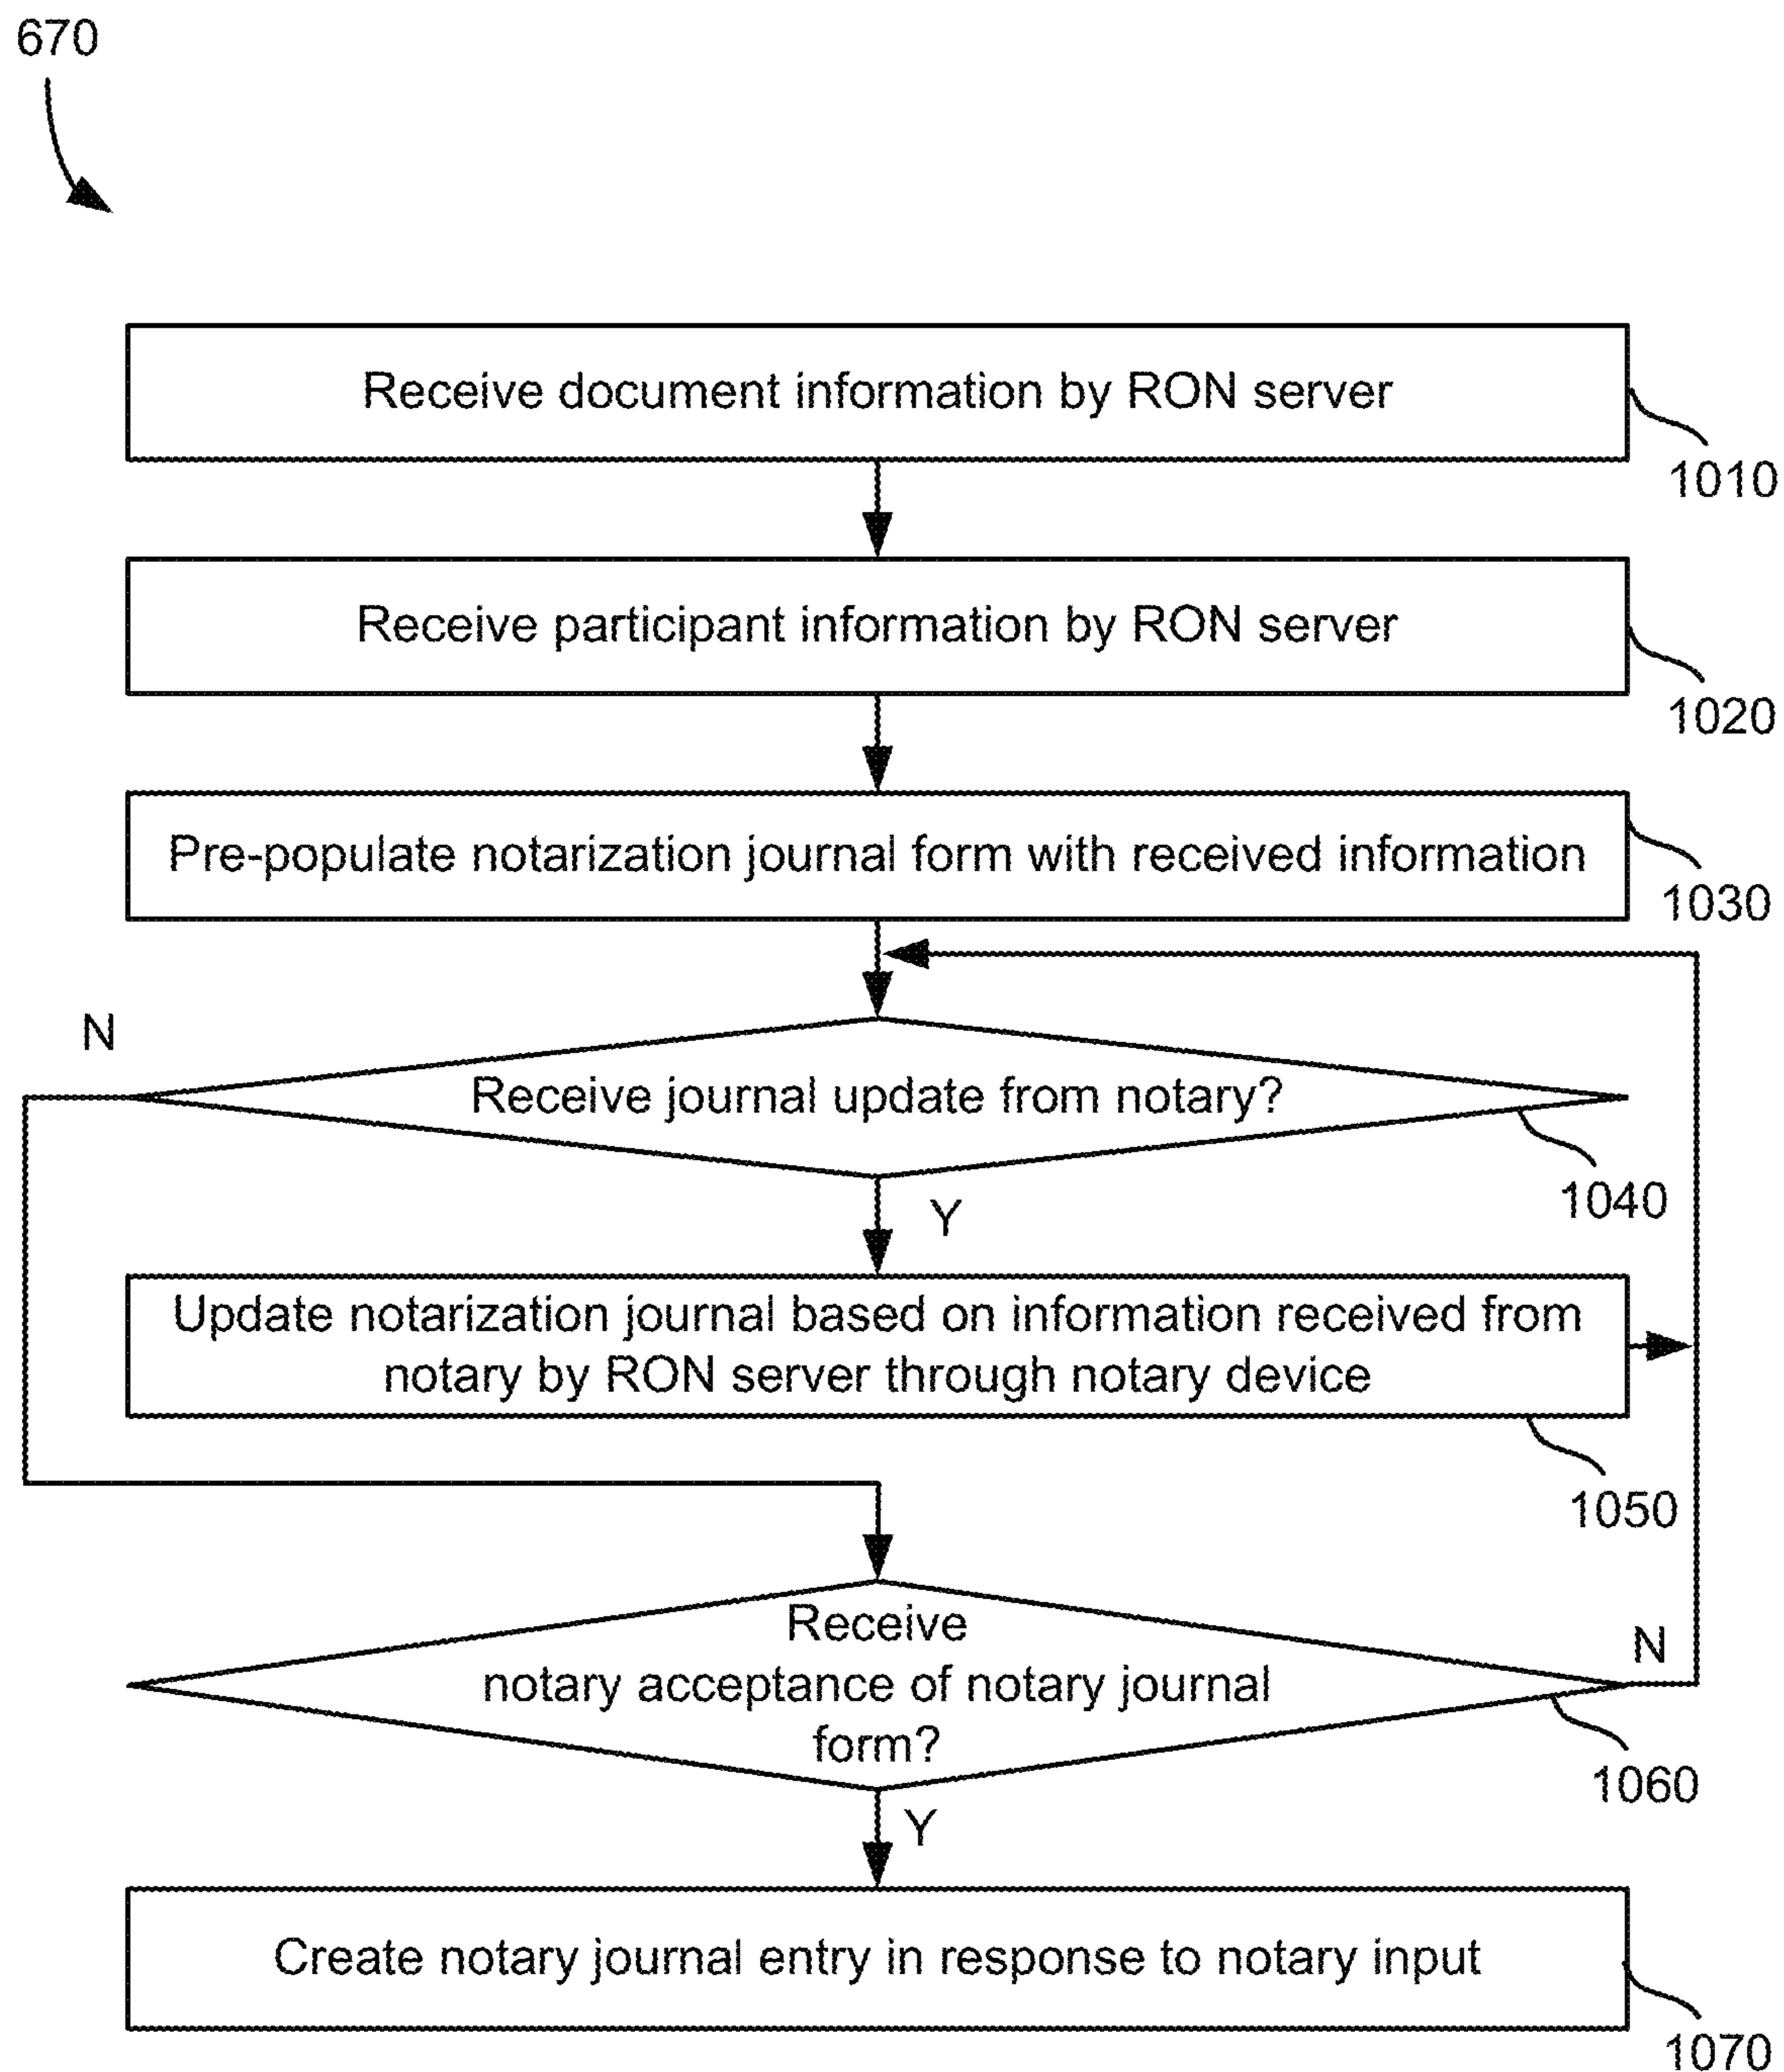 670
Receive document information by RON server
1010
Receive participant information by RON server
1020
Pre-populate notarization journal form with received information
1030
N
Receive journal update from notary?
1040
Y
Update notarization journal based on information received from
notary by RON server through notary device
1050
Receive
notary acceptance of notary journal
form?
N
1060
Y
Create notary journal entry in response to notary input
1070